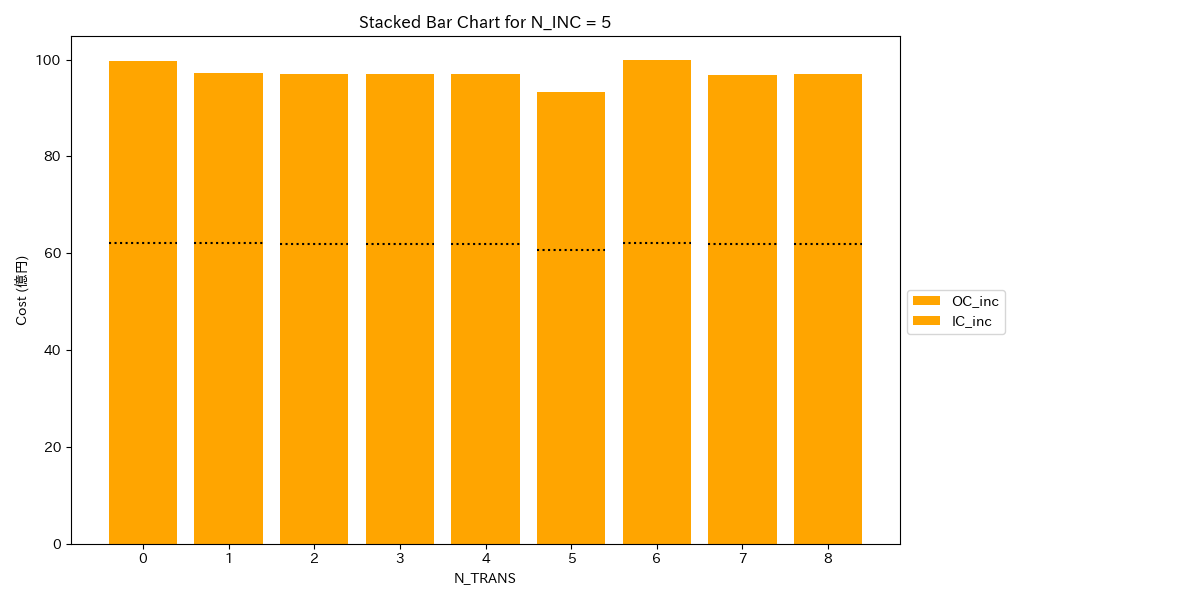 Stacked Bar Chart for N_INC = 5
100
80
60
40
20
0
Cost (億円)
0 1 2 3 4 5 6 7 8
N_TRANS
OC_inc
IC_inc